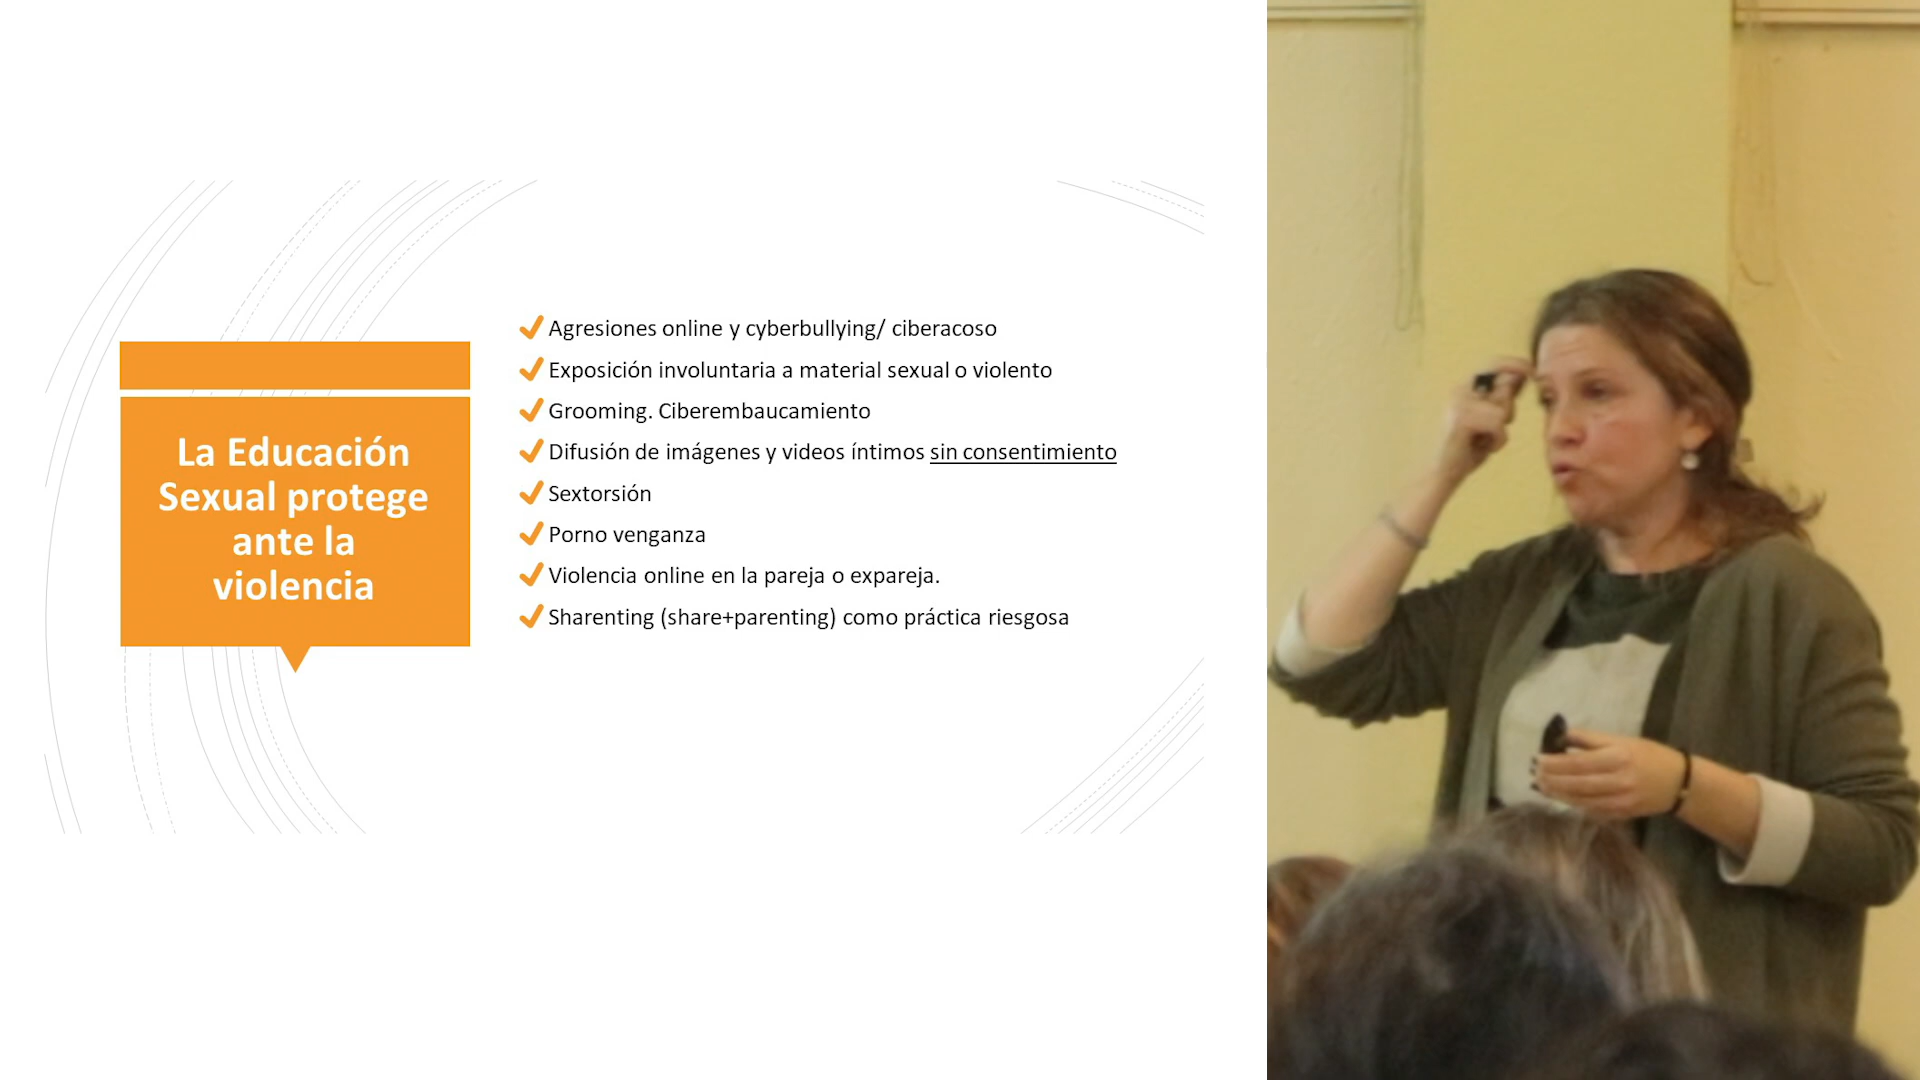 La Educación
Sexual protege
ante la
violencia
Agresiones online y cyberbullying/ ciberacoso
Exposición involuntaria a material sexual o violento
Grooming. Ciberembaucamiento
Difusión de imágenes y videos íntimos sin consentimiento
Sextorsión
Porno venganza
Violencia online en la pareja o expareja.
Sharenting (share+parenting) como práctica riesgosa